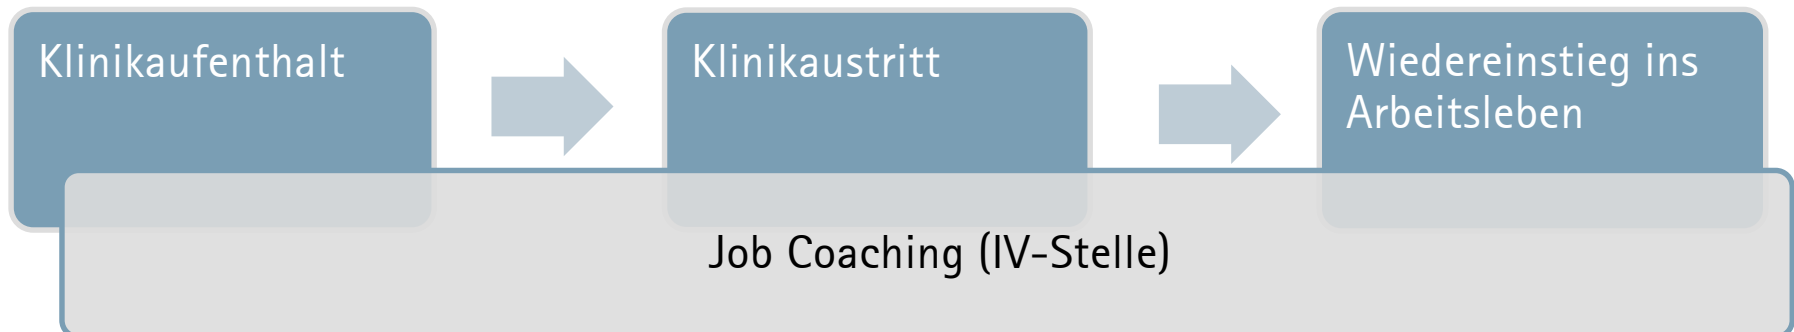 Klinikaufenthalt
Klinikaustritt
Wiedereinstieg ins
Arbeitsleben
Job Coaching (IV-Stelle)